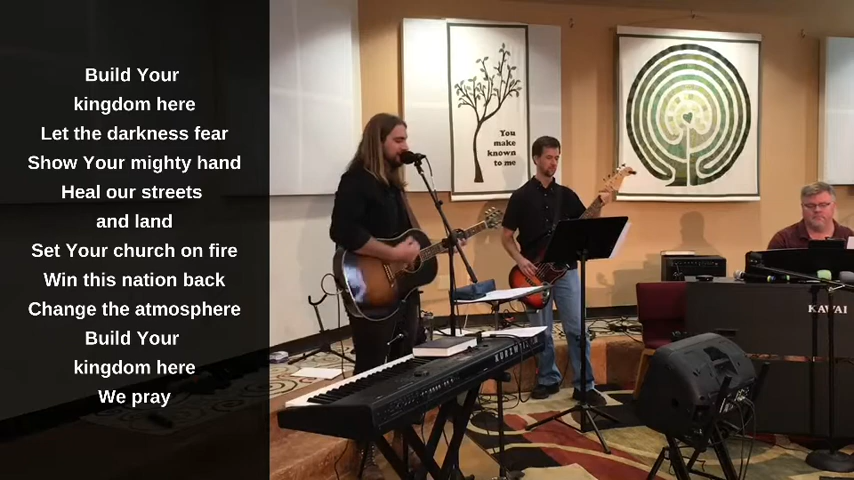 Build Your
kingdom here
Let the darkness fear
Show Your mighty hand
Heal our streets
and land
Set Your church on fire
Win this nation back
Change the atmosphere
Build Your
kingdom here
We pray
You
make
known
to me
KURZWEIL
KAWAI